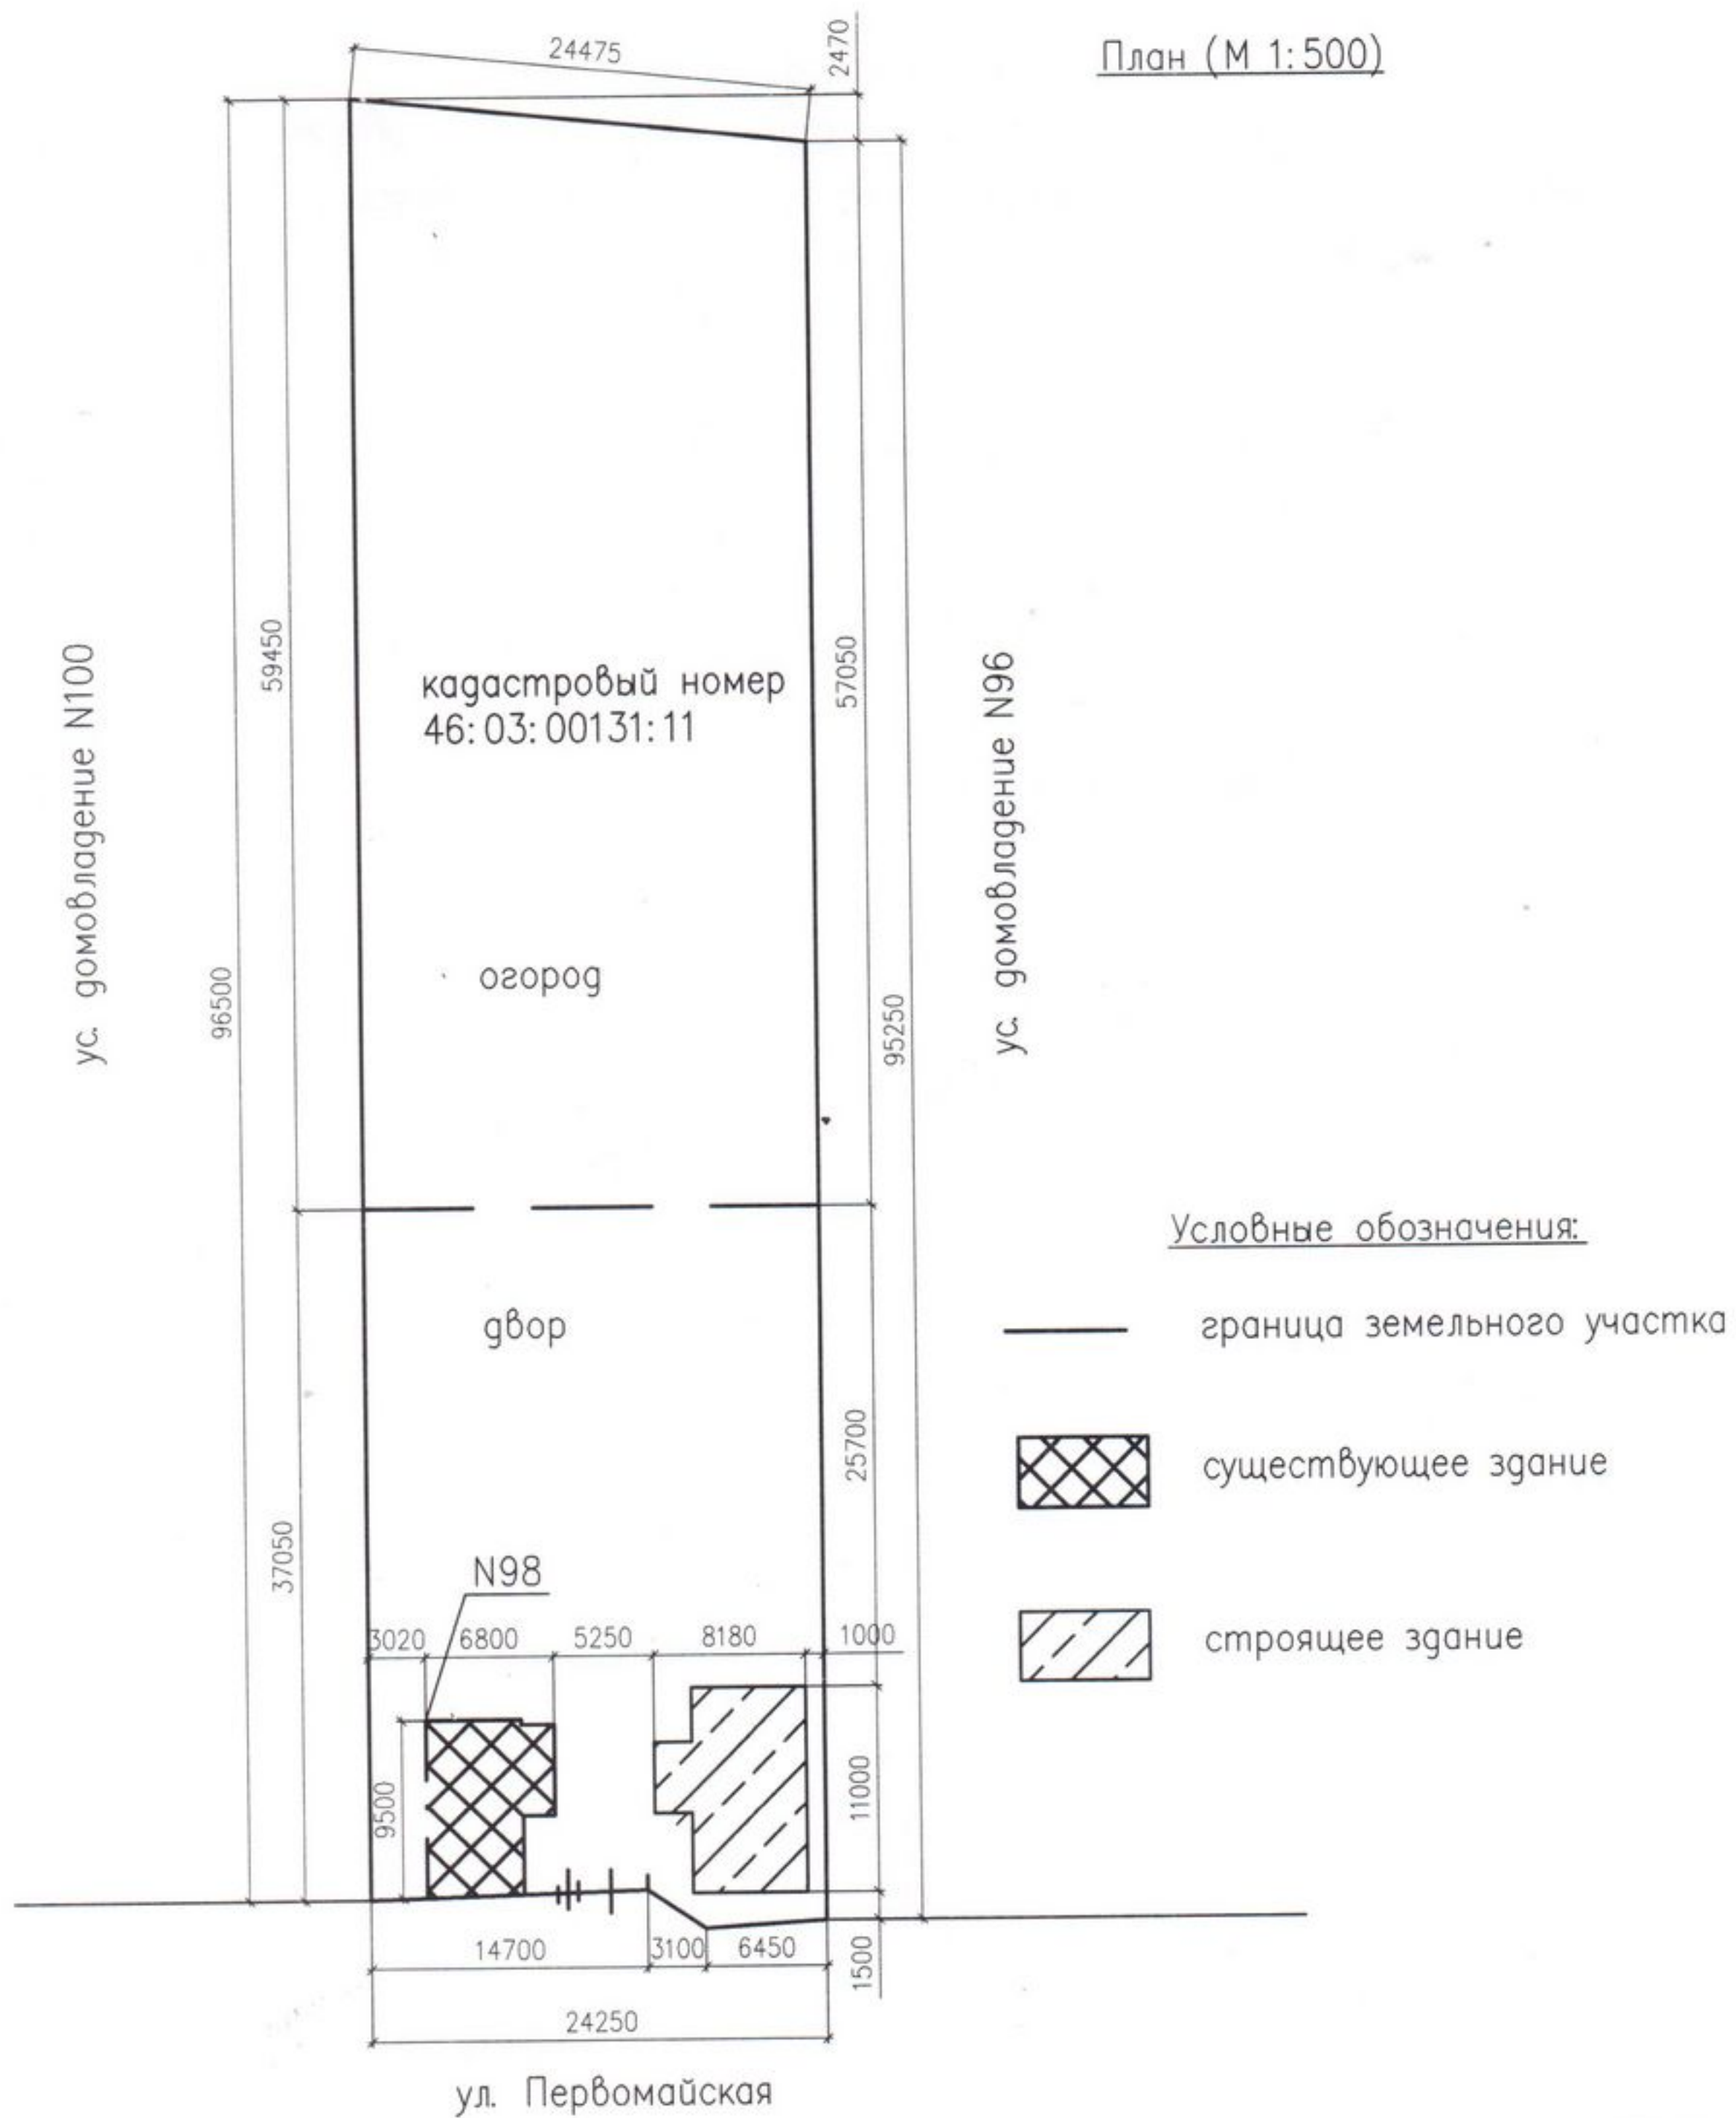 План (М 1:500)
24475
2470
96500
59450
57050
95250
ус. домовладение N100
кадастровый номер
46:03:00131:11
ус. домовладение N96
огород
двор
37050
25700
Условные обозначения:
граница земельного участка
существующее здание
строящее здание
N98
3020
6800
5250
8180
1000
9500
11000
14700
3100
6450
1500
24250
ул. Первомайская